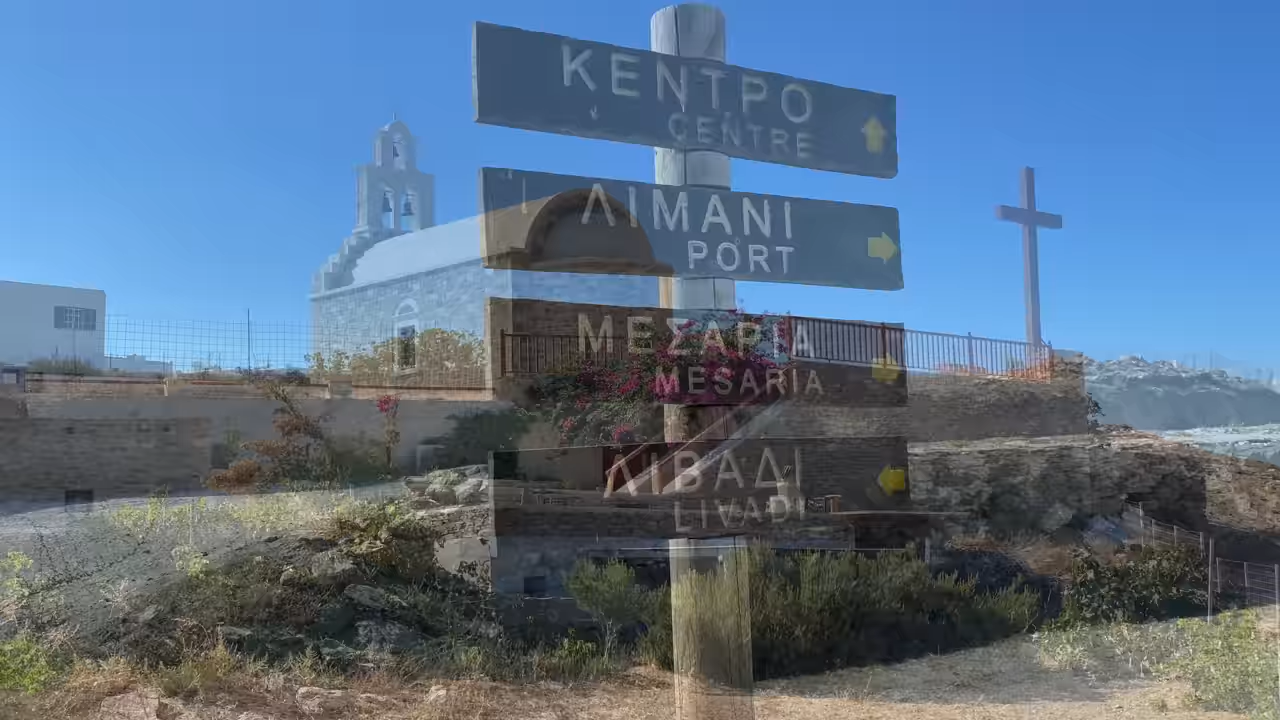 ΚΕΝΤΡΟ
CENTRE
ΛΙΜΑΝΙ
PORT
ΜΕΣΑΡΙΑ
MESARIA
ΛΙΒΑΔΙ
LIVADI